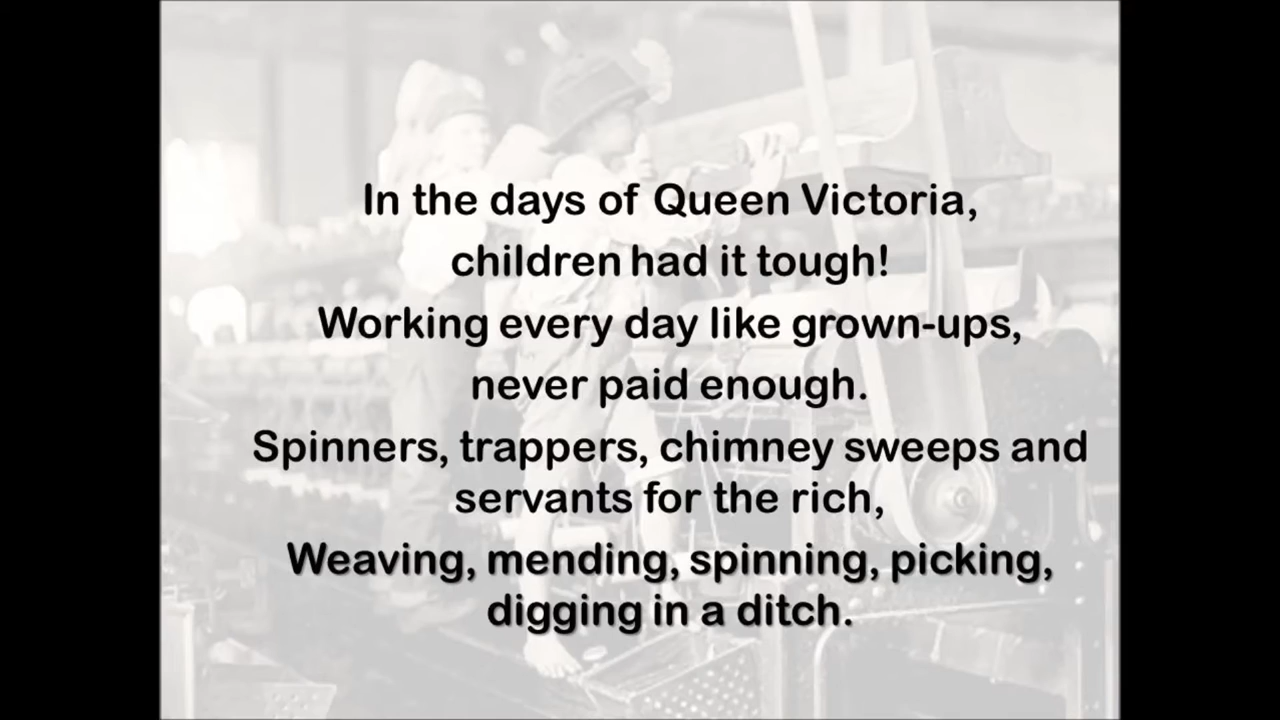 In the days of Queen Victoria,
children had it tough!
Working every day like grown-ups,
never paid enough.
Spinners, trappers, chimney sweeps and
servants for the rich,
Weaving, mending, spinning, picking,
digging in a ditch.